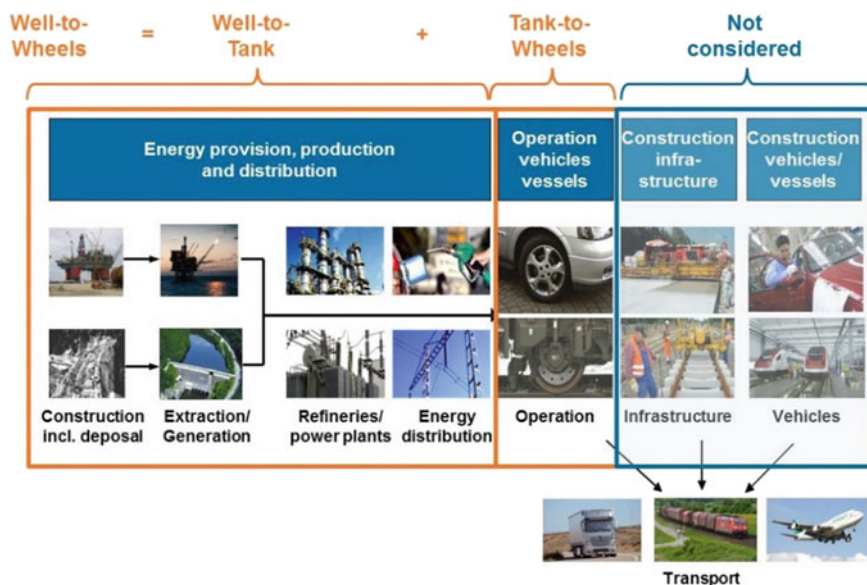 Well-to-
Wheels
=
Well-to-
Tank
+
Tank-to-
Wheels
Not
considered
Energy provision, production
and distribution
Operation
vehicles
vessels
Construction
infra-
structure
Construction
vehicles/
vessels
Construction
incl. deposal
Extraction/
Generation
Refineries/
power plants
Energy
distribution
Operation
Infrastructure
Vehicles
Transport